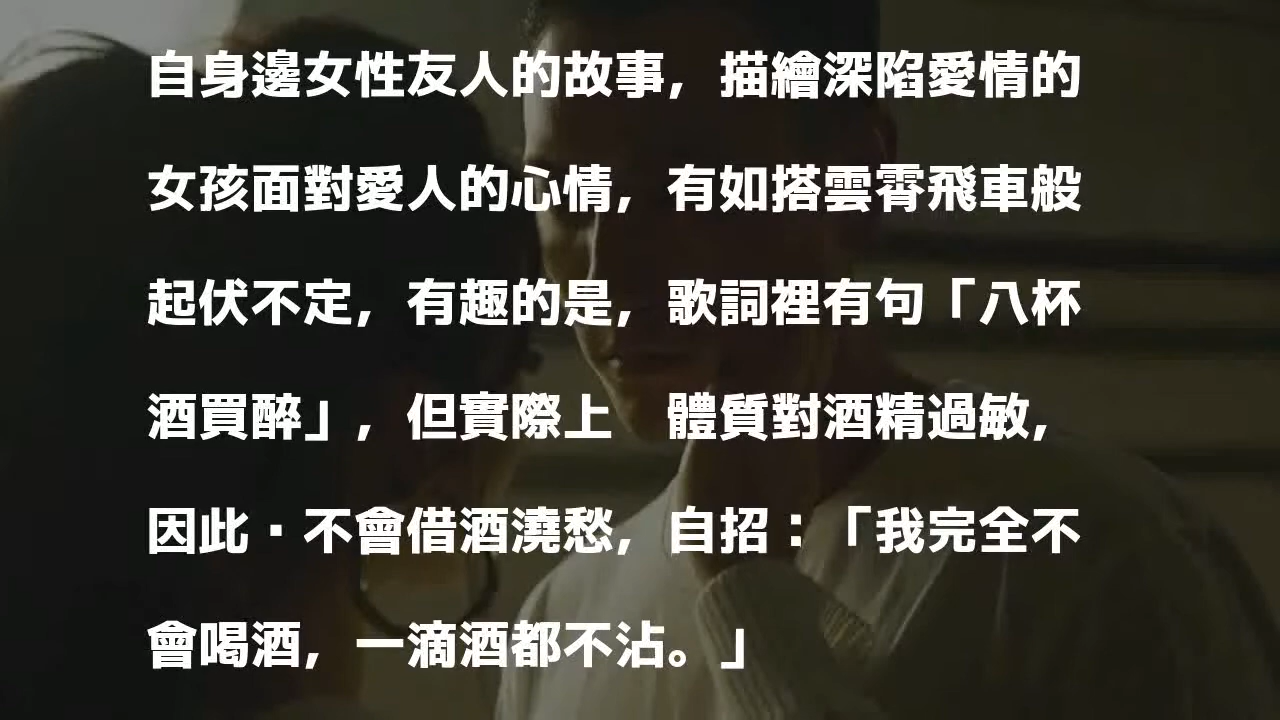 自身邊女性友人的故事，描繪深陷愛情的
女孩面對愛人的心情，有如搭雲霄飛車般
起伏不定，有趣的是，歌詞裡有句「八杯
酒買醉」，但實際上　體質對酒精過敏，
因此·不會借酒澆愁，自招：「我完全不
會喝酒，一滴酒都不沾。」